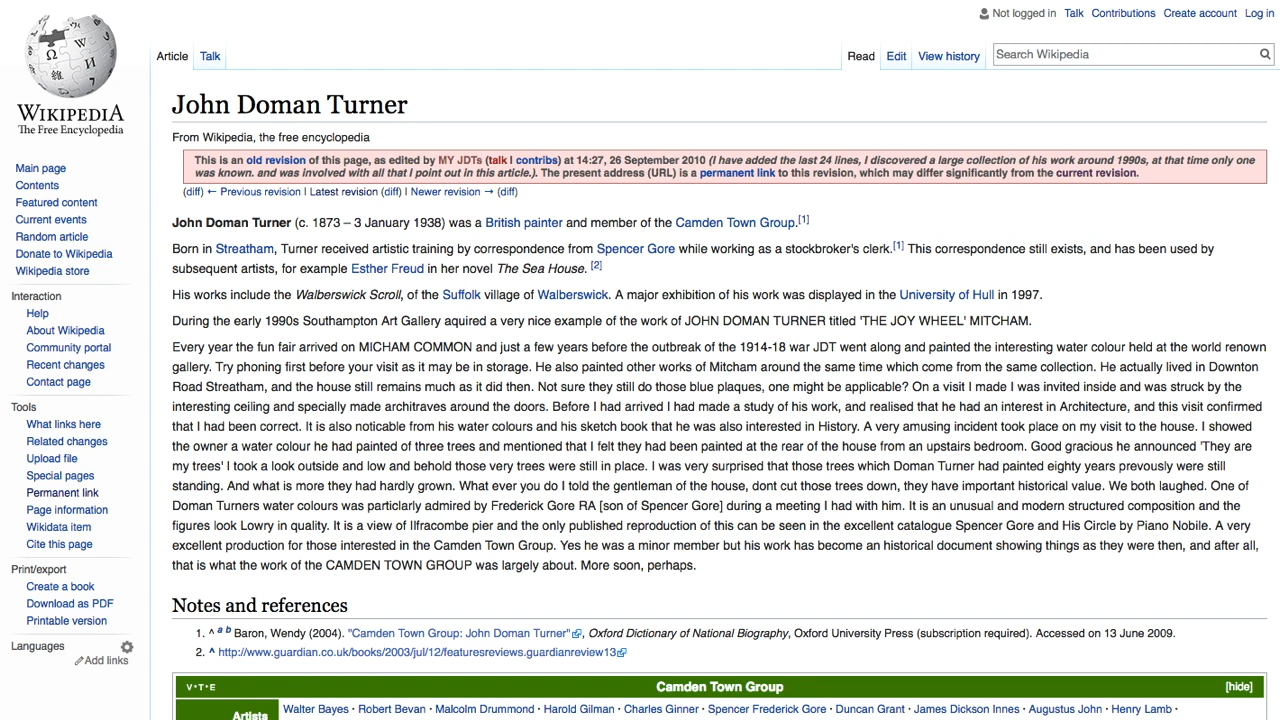 Not logged in Talk Contributions Create account Log in
Article Talk
Read Edit View history Search Wikipedia
WIKIPEDIA
The Free Encyclopedia
Main page
Contents
Featured content
Current events
Random article
Donate to Wikipedia
Wikipedia store
Interaction
Help
About Wikipedia
Community portal
Recent changes
Contact page
Tools
What links here
Related changes
Upload file
Special pages
Permanent link
Page information
Wikidata item
Cite this page
Print/export
Create a book
Download as PDF
Printable version
Languages
Add links
John Doman Turner
From Wikipedia, the free encyclopedia
This is an old revision of this page, as edited by MY JDTs (talk | contribs) at 14:27, 26 September 2010 (I have added the last 24 lines, I discovered a large collection of his work around 1990s, at that time only one
was known. and was involved with all that I point out in this article.). The present address (URL) is a permanent link to this revision, which may differ significantly from the current revision.
(diff) ← Previous revision | Latest revision (diff) | Newer revision → (diff)
John Doman Turner (c. 1873 – 3 January 1938) was a British painter and member of the Camden Town Group.[1]
Born in Streatham, Turner received artistic training by correspondence from Spencer Gore while working as a stockbroker's clerk.[1] This correspondence still exists, and has been used by
subsequent artists, for example Esther Freud in her novel The Sea House. [2]
His works include the Walberswick Scroll, of the Suffolk village of Walberswick. A major exhibition of his work was displayed in the University of Hull in 1997.
During the early 1990s Southampton Art Gallery aquired a very nice example of the work of JOHN DOMAN TURNER titled 'THE JOY WHEEL' MITCHAM.
Every year the fun fair arrived on MICHAM COMMON and just a few years before the outbreak of the 1914-18 war JDT went along and painted the interesting water colour held at the world renown
gallery. Try phoning first before your visit as it may be in storage. He also painted other works of Mitcham around the same time which come from the same collection. He actually lived in Downton
Road Streatham, and the house still remains much as it did then. Not sure they still do those blue plaques, one might be applicable? On a visit I made I was invited inside and was struck by the
interesting ceiling and specially made architraves around the doors. Before I had arrived I had made a study of his work, and realised that he had an interest in Architecture, and this visit confirmed
that I had been correct. It is also noticable from his water colours and his sketch book that he was also interested in History. A very amusing incident took place on my visit to the house. I showed
the owner a water colour he had painted of three trees and mentioned that I felt they had been painted at the rear of the house from an upstairs bedroom. Good gracious he announced 'They are
my trees' I took a look outside and low and behold those very trees were still in place. I was very surprised that those trees which Doman Turner had painted eighty years prevously were still
standing. And what is more they had hardly grown. What ever you do I told the gentleman of the house, dont cut those trees down, they have important historical value. We both laughed. One of
Doman Turners water colours was particlarly admired by Frederick Gore RA [son of Spencer Gore] during a meeting I had with him. It is an unusual and modern structured composition and the
figures look Lowry in quality. It is a view of Ilfracombe pier and the only published reproduction of this can be seen in the excellent catalogue Spencer Gore and His Circle by Piano Nobile. A very
excellent production for those interested in the Camden Town Group. Yes he was a minor member but his work has become an historical document showing things as they were then, and after all,
that is what the work of the CAMDEN TOWN GROUP was largely about. More soon, perhaps.
Notes and references
1. ^ a b Baron, Wendy (2004). "Camden Town Group: John Doman Turner", Oxford Dictionary of National Biography, Oxford University Press (subscription required). Accessed on 13 June 2009.
2. ^ http://www.guardian.co.uk/books/2003/jul/12/featuresreviews.guardianreview13
V·T·E Camden Town Group [hide]
Artists Walter Bayes · Robert Bevan · Malcolm Drummond · Harold Gilman · Charles Ginner · Spencer Frederick Gore · Duncan Grant · James Dickson Innes · Augustus John · Henry Lamb ·